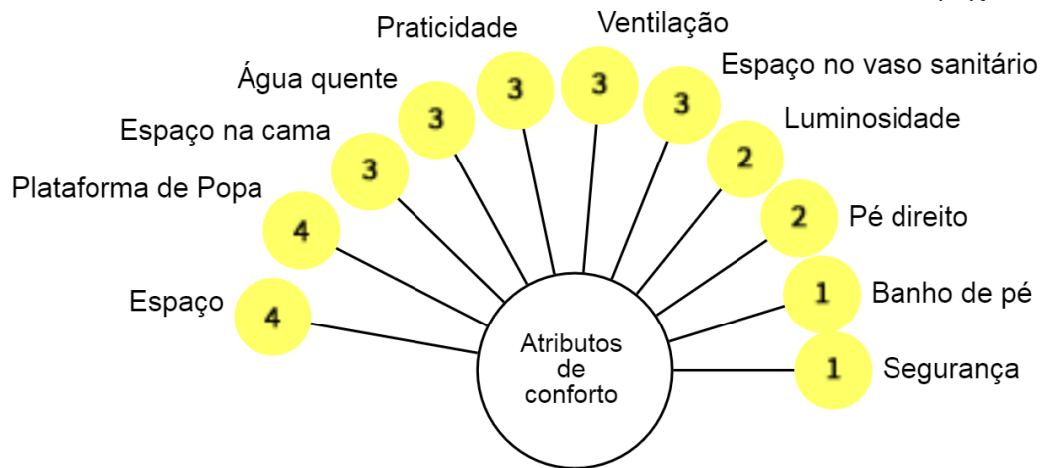 Espaço
4
Plataforma de Popa
4
Espaço na cama
3
Água quente
3
Praticidade
3
Ventilação
3
Espaço no vaso sanitário
3
Luminosidade
2
Pé direito
2
Banho de pé
1
Segurança
1
Atributos
de
conforto